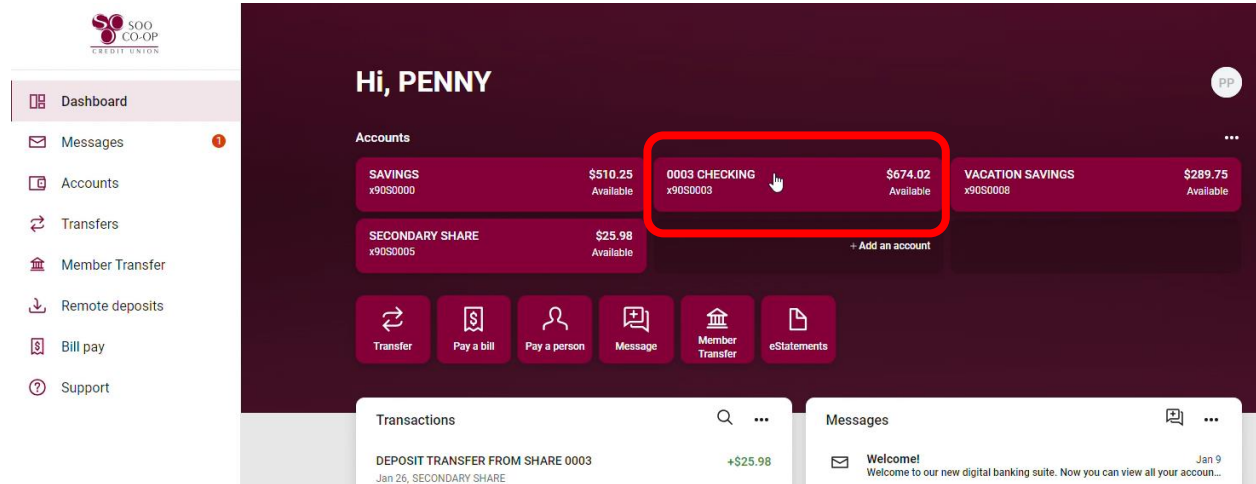 SOO
CO-OP
CREDIT UNION
Dashboard
Messages 1
Accounts
Transfers
Member Transfer
Remote deposits
Bill pay
Support
Hi, PENNY
PP
Accounts
SAVINGS $510.25
x90S0000 Available
0003 CHECKING $674.02
x90S0003 Available
VACATION SAVINGS $289.75
x90S0008 Available
SECONDARY SHARE $25.98
x90S0005 Available
+ Add an account
Transfer
Pay a bill
Pay a person
Message
Member
Transfer
eStatements
Transactions
DEPOSIT TRANSFER FROM SHARE 0003 +$25.98
Jan 26, SECONDARY SHARE
Messages
Welcome! Jan 9
Welcome to our new digital banking suite. Now you can view all your accoun...